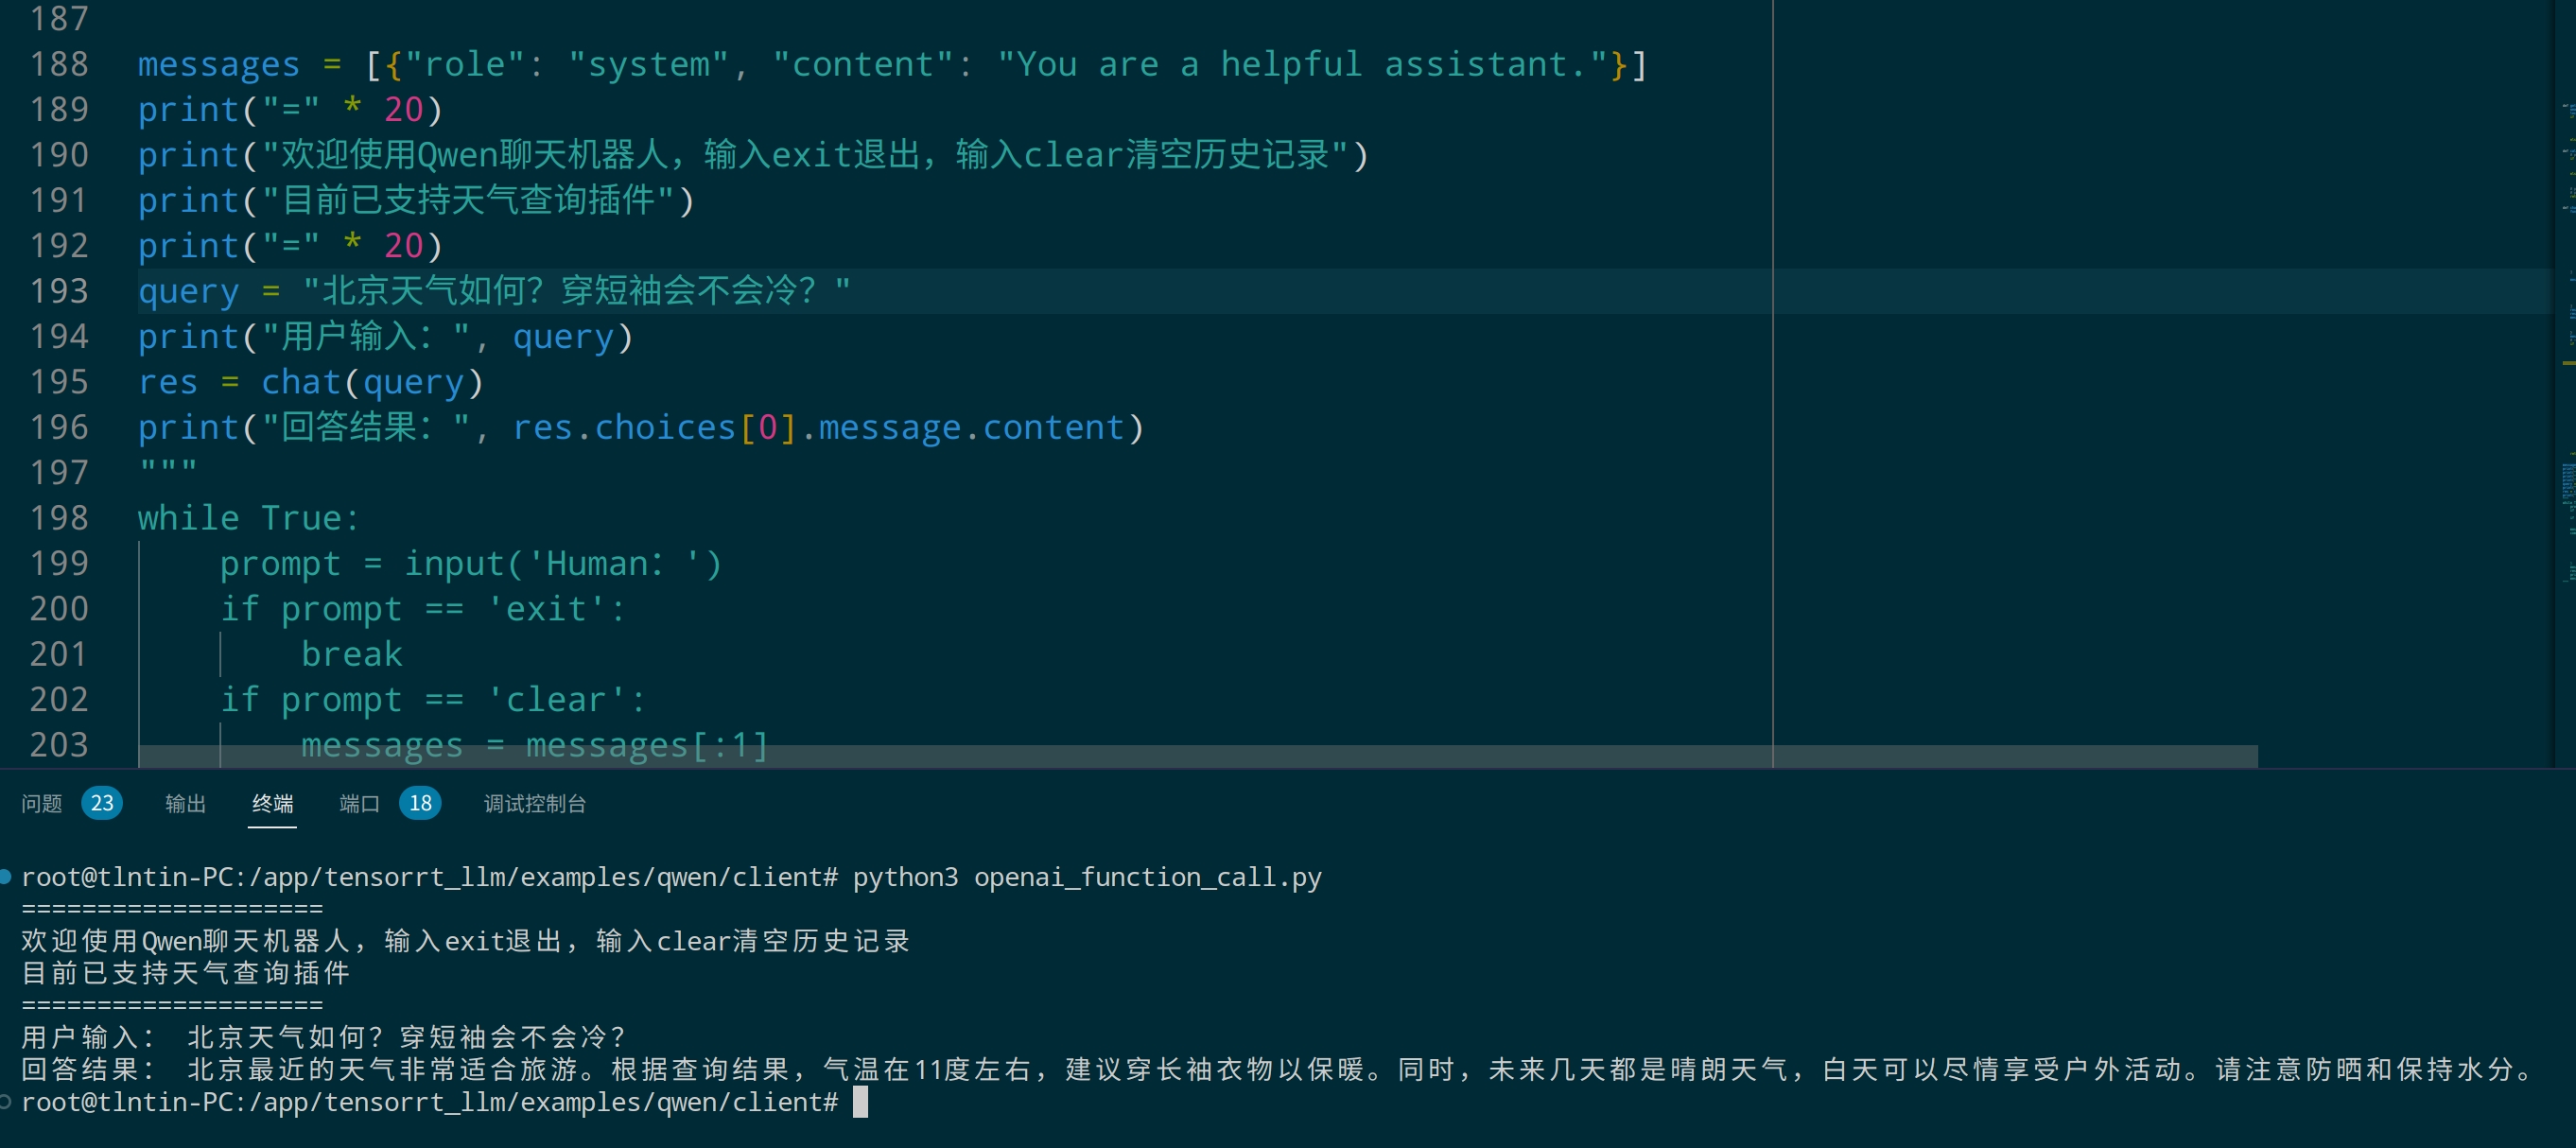 187
188 messages = [{"role": "system", "content": "You are a helpful assistant."}]
189 print("=" * 20)
190 print("欢迎使用Qwen聊天机器人，输入exit退出，输入clear清空历史记录")
191 print("目前已支持天气查询插件")
192 print("=" * 20)
193 query = "北京天气如何？穿短袖会不会冷？"
194 print("用户输入：", query)
195 res = chat(query)
196 print("回答结果：", res.choices[0].message.content)
197 """
198 while True:
199     prompt = input('Human：')
200     if prompt == 'exit':
201         break
202     if prompt == 'clear':
203         messages = messages[:1]
问题 23 输出 终端 端口 18 调试控制台
root@tlntin-PC:/app/tensorrt_llm/examples/qwen/client# python3 openai_function_call.py
====================
欢迎使用Qwen聊天机器人，输入exit退出，输入clear清空历史记录
目前已支持天气查询插件
====================
用户输入： 北京天气如何？穿短袖会不会冷？
回答结果： 北京最近的天气非常适合旅游。根据查询结果，气温在11度左右，建议穿长袖衣物以保暖。同时，未来几天都是晴朗天气，白天可以尽情享受户外活动。请注意防晒和保持水分。
root@tlntin-PC:/app/tensorrt_llm/examples/qwen/client#